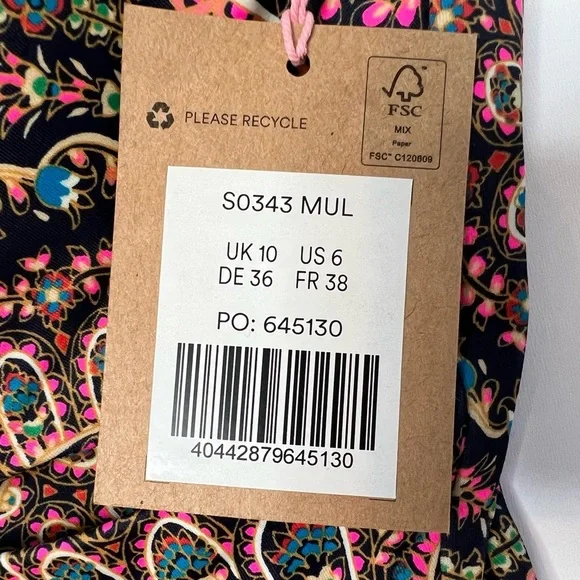 PLEASE RECYCLE
FSC
MIX
Paper
FSC™ C120609
S0343 MUL
UK 10 US 6
DE 36 FR 38
PO: 645130
40442879645130